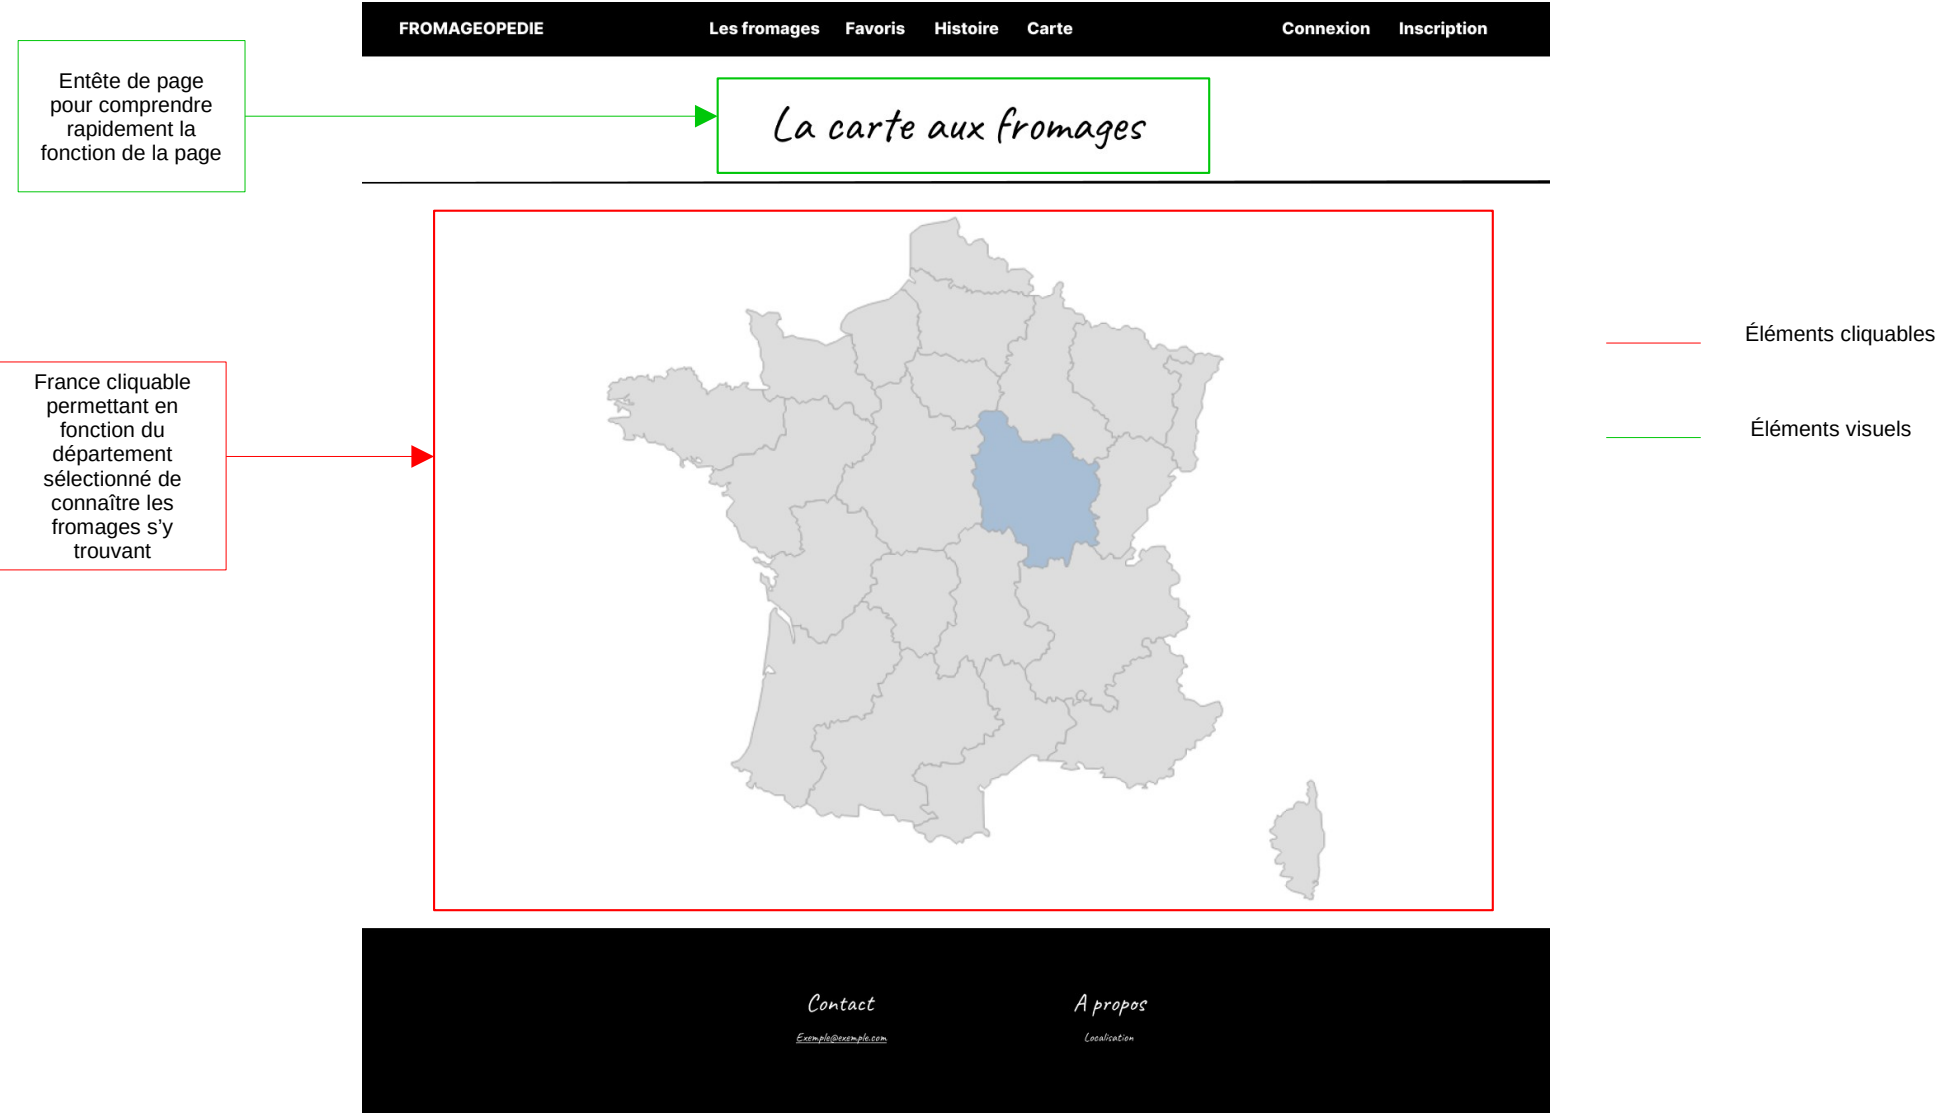 FROMAGEOPEDIE Les fromages Favoris Histoire Carte Connexion Inscription
Entête de page
pour comprendre
rapidement la
fonction de la page
La carte aux fromages
France cliquable
permettant en
fonction du
département
sélectionné de
connaître les
fromages s’y
trouvant
Éléments cliquables
Éléments visuels
Contact
Exemple@exemple.com
A propos
Localisation